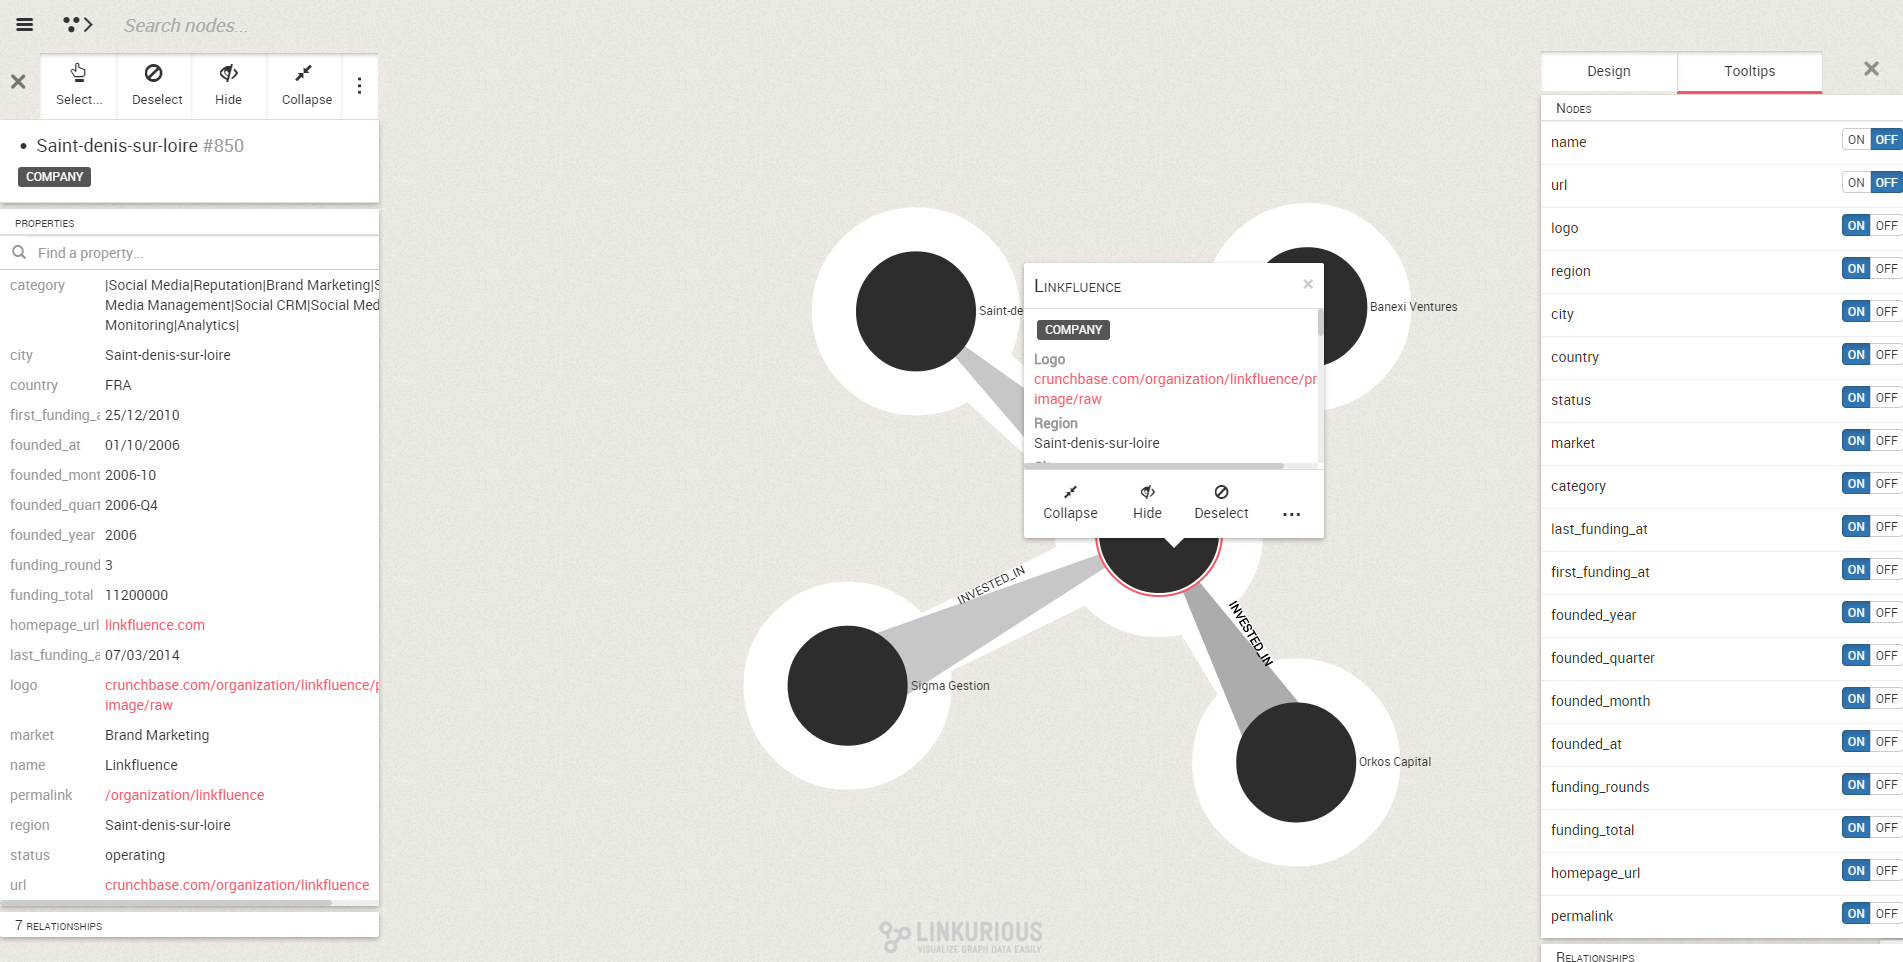 Search nodes...
Select...
Deselect
Hide
Collapse
Saint-denis-sur-loire #850
COMPANY
PROPERTIES
Find a property...
category |Social Media|Reputation|Brand Marketing|S
Media Management|Social CRM|Social Med
Monitoring|Analytics|
city Saint-denis-sur-loire
country FRA
first_funding_a 25/12/2010
founded_at 01/10/2006
founded_mont 2006-10
founded_quart 2006-Q4
founded_year 2006
funding_round 3
funding_total 11200000
homepage_url linkfluence.com
last_funding_a 07/03/2014
logo crunchbase.com/organization/linkfluence/p
image/raw
market Brand Marketing
name Linkfluence
permalink /organization/linkfluence
region Saint-denis-sur-loire
status operating
url crunchbase.com/organization/linkfluence
7 RELATIONSHIPS
Saint-de
Banexi Ventures
LINKFLUENCE
×
COMPANY
Logo
crunchbase.com/organization/linkfluence/pr
image/raw
Region
Saint-denis-sur-loire
Collapse
Hide
Deselect
...
INVESTED_IN
INVESTED_IN
Sigma Gestion
Orkos Capital
LINKURIOUS
VISUALIZE GRAPH DATA EASILY
Design
Tooltips
NODES
name ON OFF
url ON OFF
logo ON OFF
region ON OFF
city ON OFF
country ON OFF
status ON OFF
market ON OFF
category ON OFF
last_funding_at ON OFF
first_funding_at ON OFF
founded_year ON OFF
founded_quarter ON OFF
founded_month ON OFF
founded_at ON OFF
funding_rounds ON OFF
funding_total ON OFF
homepage_url ON OFF
permalink ON OFF
RELATIONSHIPS